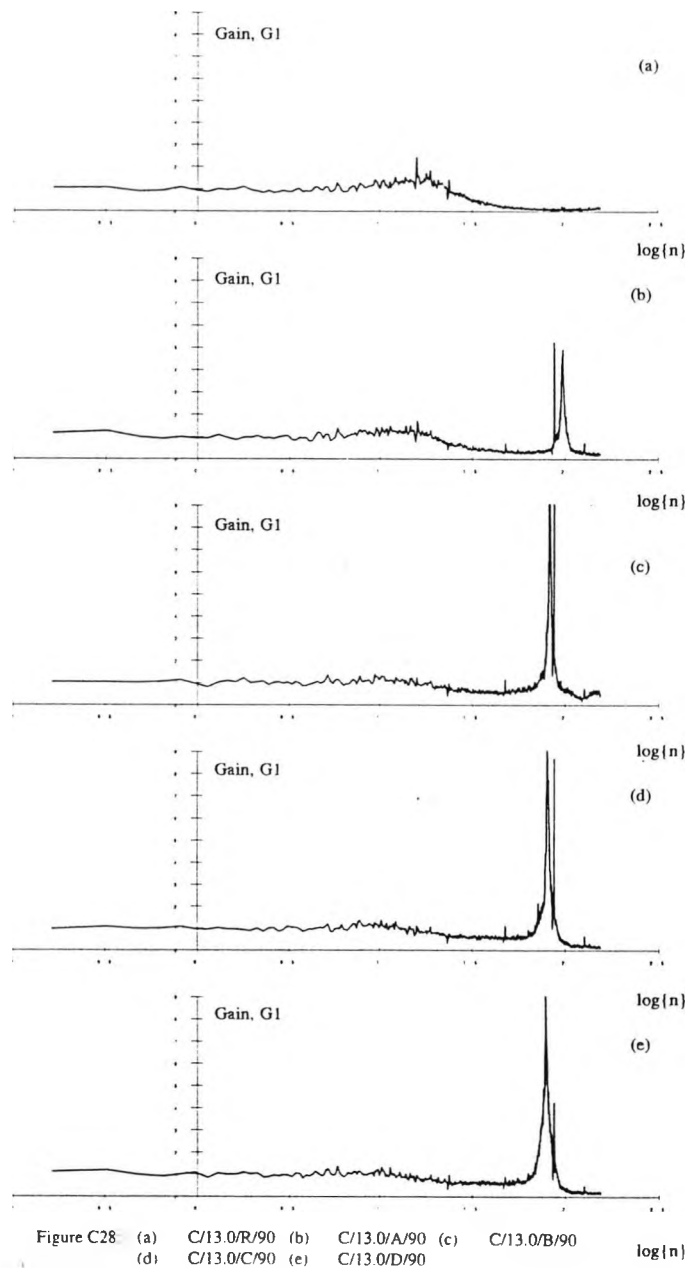 Gain, G1
(a)
log{n}
Gain, G1
(b)
log{n}
Gain, G1
(c)
log{n}
Gain, G1
(d)
log{n}
Gain, G1
(e)
Figure C28 (a) C/13.0/R/90 (b) C/13.0/A/90 (c) C/13.0/B/90
(d) C/13.0/C/90 (e) C/13.0/D/90
log{n}